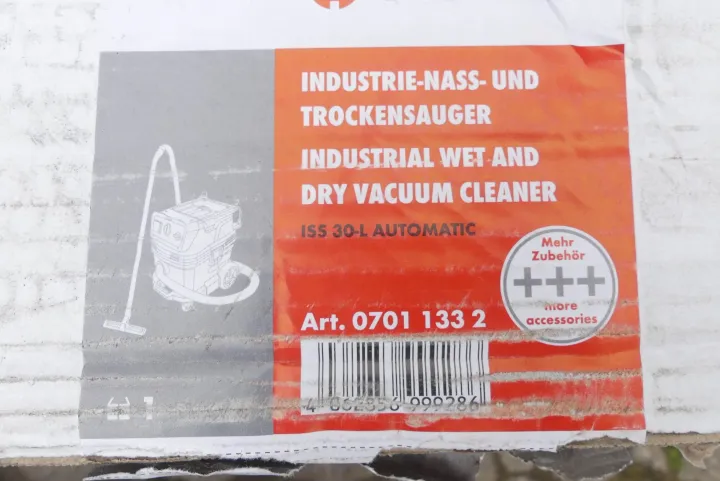 INDUSTRIE-NASS- UND
TROCKENSAUGER
INDUSTRIAL WET AND
DRY VACUUM CLEANER
ISS 30-L AUTOMATIC
Mehr
Zubehör
+++
more
accessories
Art. 0701 133 2
1